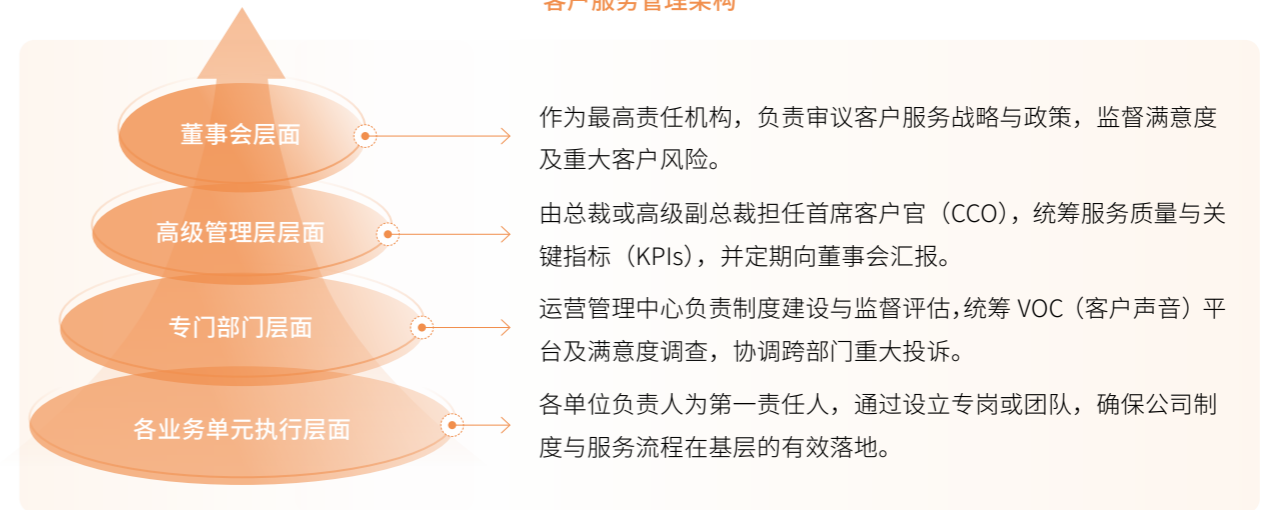 客户服务管理架构
董事会层面
作为最高责任机构，负责审议客户服务战略与政策，监督满意度
及重大客户风险。
高级管理层层面
由总裁或高级副总裁担任首席客户官（CCO），统筹服务质量与关
键指标（KPIs），并定期向董事会汇报。
专门部门层面
运营管理中心负责制度建设与监督评估，统筹 VOC（客户声音）平
台及满意度调查，协调跨部门重大投诉。
各业务单元执行层面
各单位负责人为第一责任人，通过设立专岗或团队，确保公司制
度与服务流程在基层的有效落地。